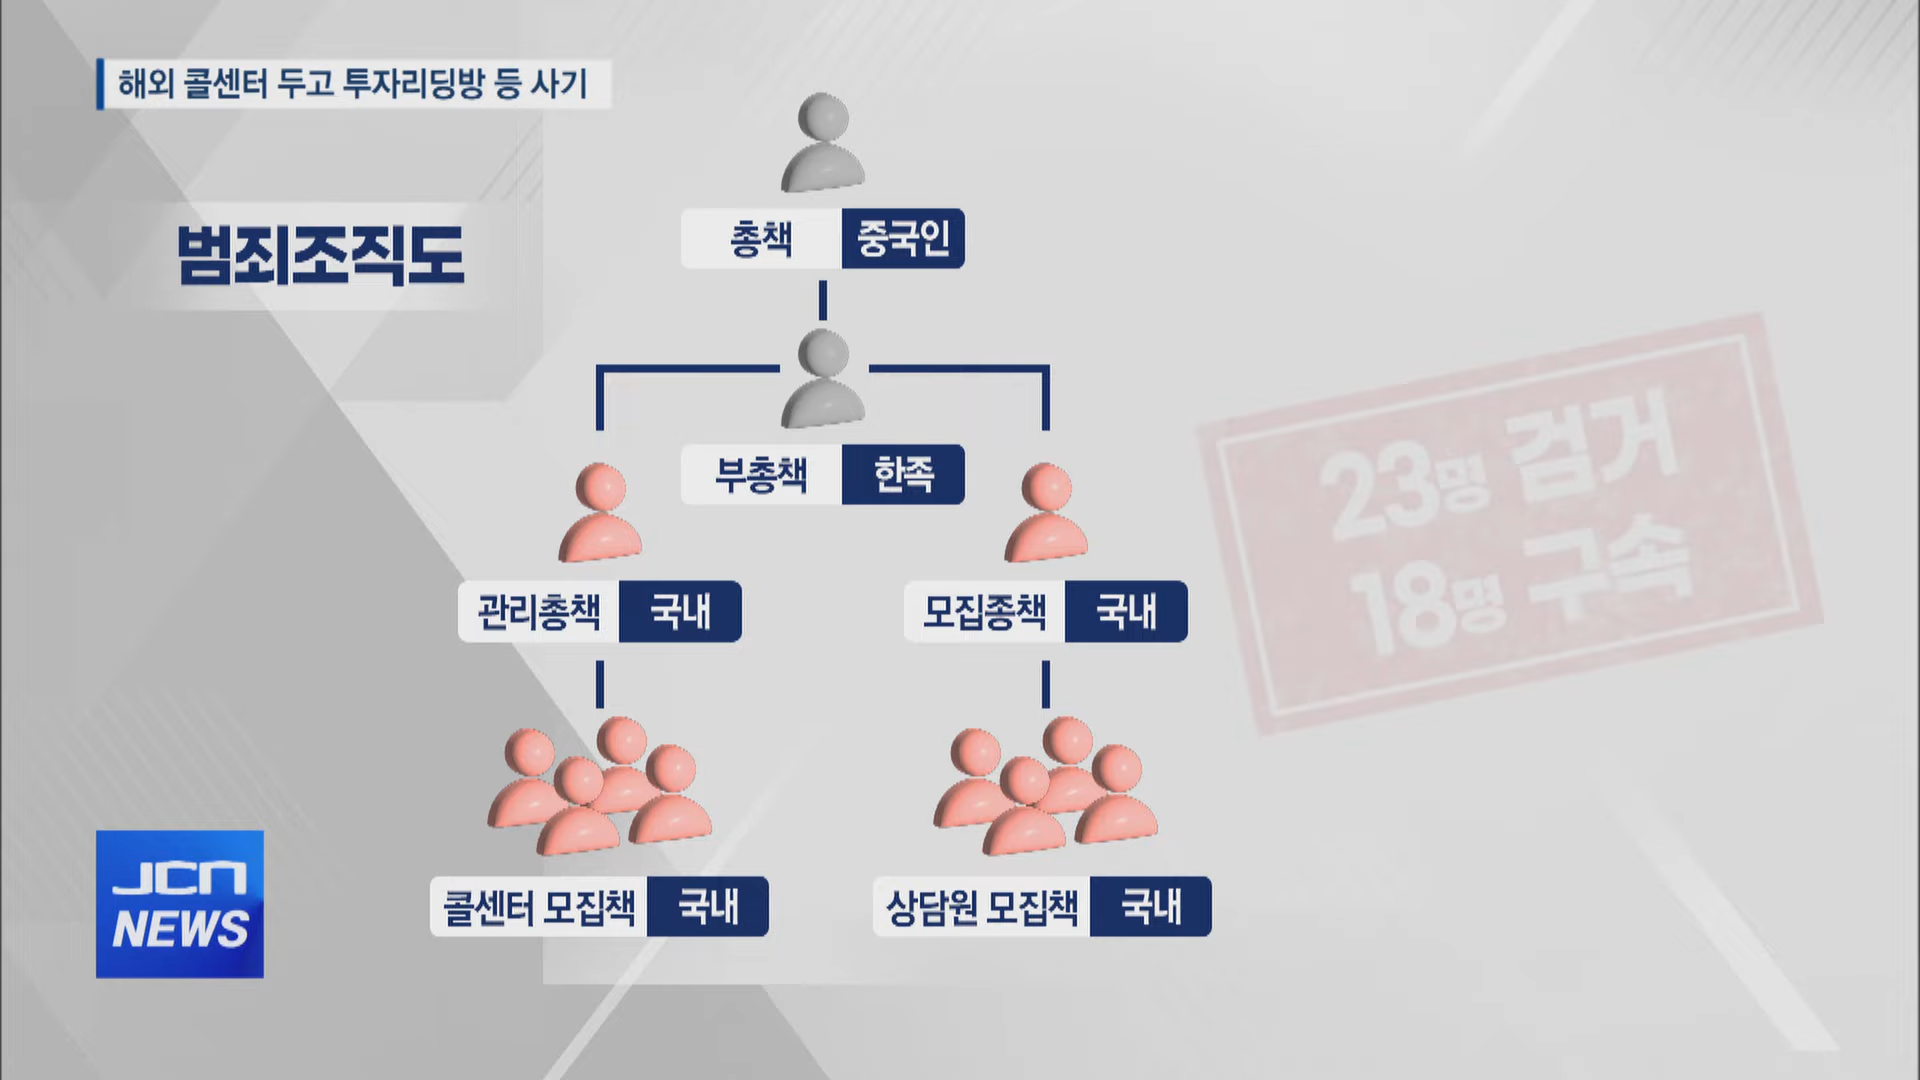 해외 콜센터 두고 투자리딩방 등 사기
범죄조직도
총책 중국인
부총책 한족
관리총책 국내
모집종책 국내
콜센터 모집책 국내
상담원 모집책 국내
23명 검거
18명 구속
JCN
NEWS